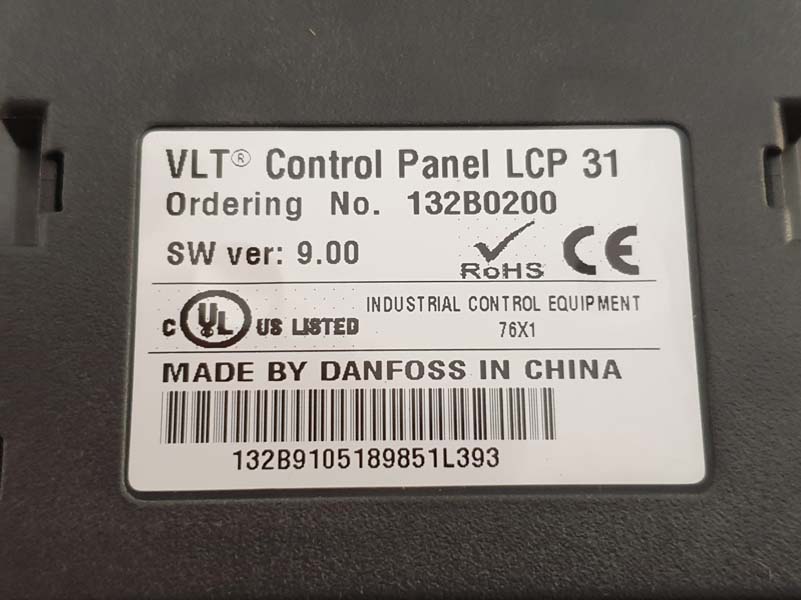 VLT® Control Panel LCP 31
Ordering No. 132B0200
SW ver: 9.00
RoHS CE
C UL US LISTED
INDUSTRIAL CONTROL EQUIPMENT
76X1
MADE BY DANFOSS IN CHINA
132B9105189851L393